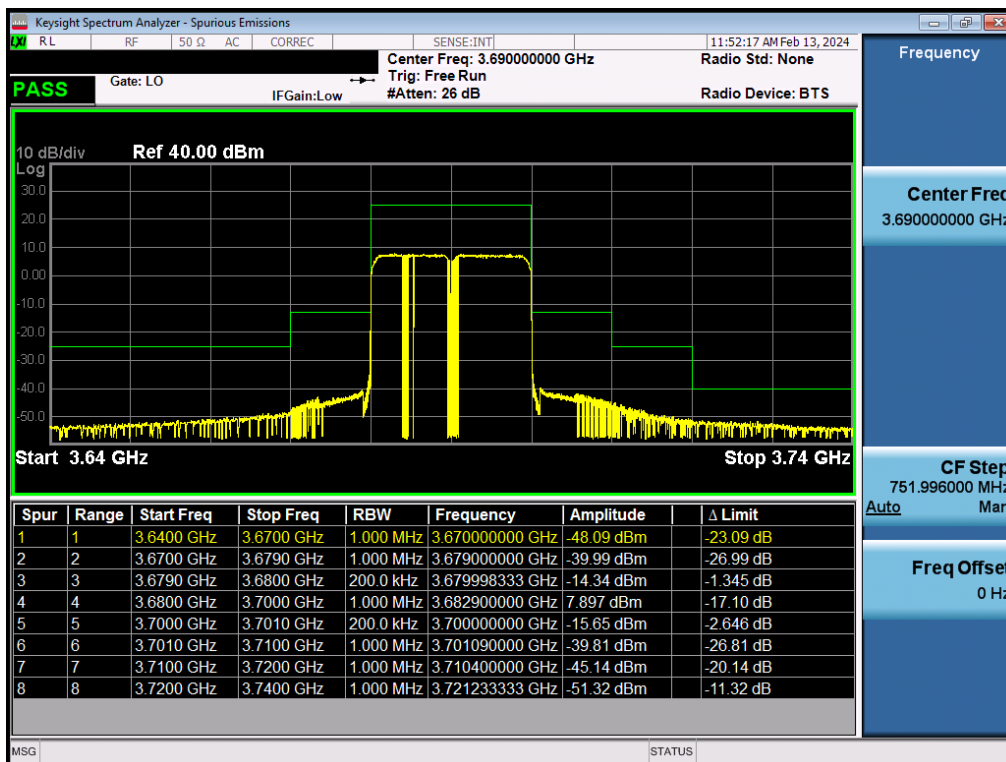 Keysight Spectrum Analyzer - Spurious Emissions
LXI RL RF 50 Ω AC CORREC SENSE:INT 11:52:17 AM Feb 13, 2024
Center Freq: 3.690000000 GHz Radio Std: None
PASS Gate: LO Trig: Free Run
IFGain:Low #Atten: 26 dB Radio Device: BTS
10 dB/div Ref 40.00 dBm
Log
30.0
20.0
10.0
0.00
-10.0
-20.0
-30.0
-40.0
-50.0
Start 3.64 GHz Stop 3.74 GHz
Spur Range Start Freq Stop Freq RBW Frequency Amplitude Δ Limit
1 1 3.6400 GHz 3.6700 GHz 1.000 MHz 3.670000000 GHz -48.09 dBm -23.09 dB
2 2 3.6700 GHz 3.6790 GHz 1.000 MHz 3.679000000 GHz -39.99 dBm -26.99 dB
3 3 3.6790 GHz 3.6800 GHz 200.0 kHz 3.679998333 GHz -14.34 dBm -1.345 dB
4 4 3.6800 GHz 3.7000 GHz 1.000 MHz 3.682900000 GHz 7.897 dBm -17.10 dB
5 5 3.7000 GHz 3.7010 GHz 200.0 kHz 3.700000000 GHz -15.65 dBm -2.646 dB
6 6 3.7010 GHz 3.7100 GHz 1.000 MHz 3.701090000 GHz -39.81 dBm -26.81 dB
7 7 3.7100 GHz 3.7200 GHz 1.000 MHz 3.710400000 GHz -45.14 dBm -20.14 dB
8 8 3.7200 GHz 3.7400 GHz 1.000 MHz 3.721233333 GHz -51.32 dBm -11.32 dB
MSG STATUS
Frequency
Center Freq
3.690000000 GHz
CF Step
751.996000 MHz
Auto Man
Freq Offset
0 Hz